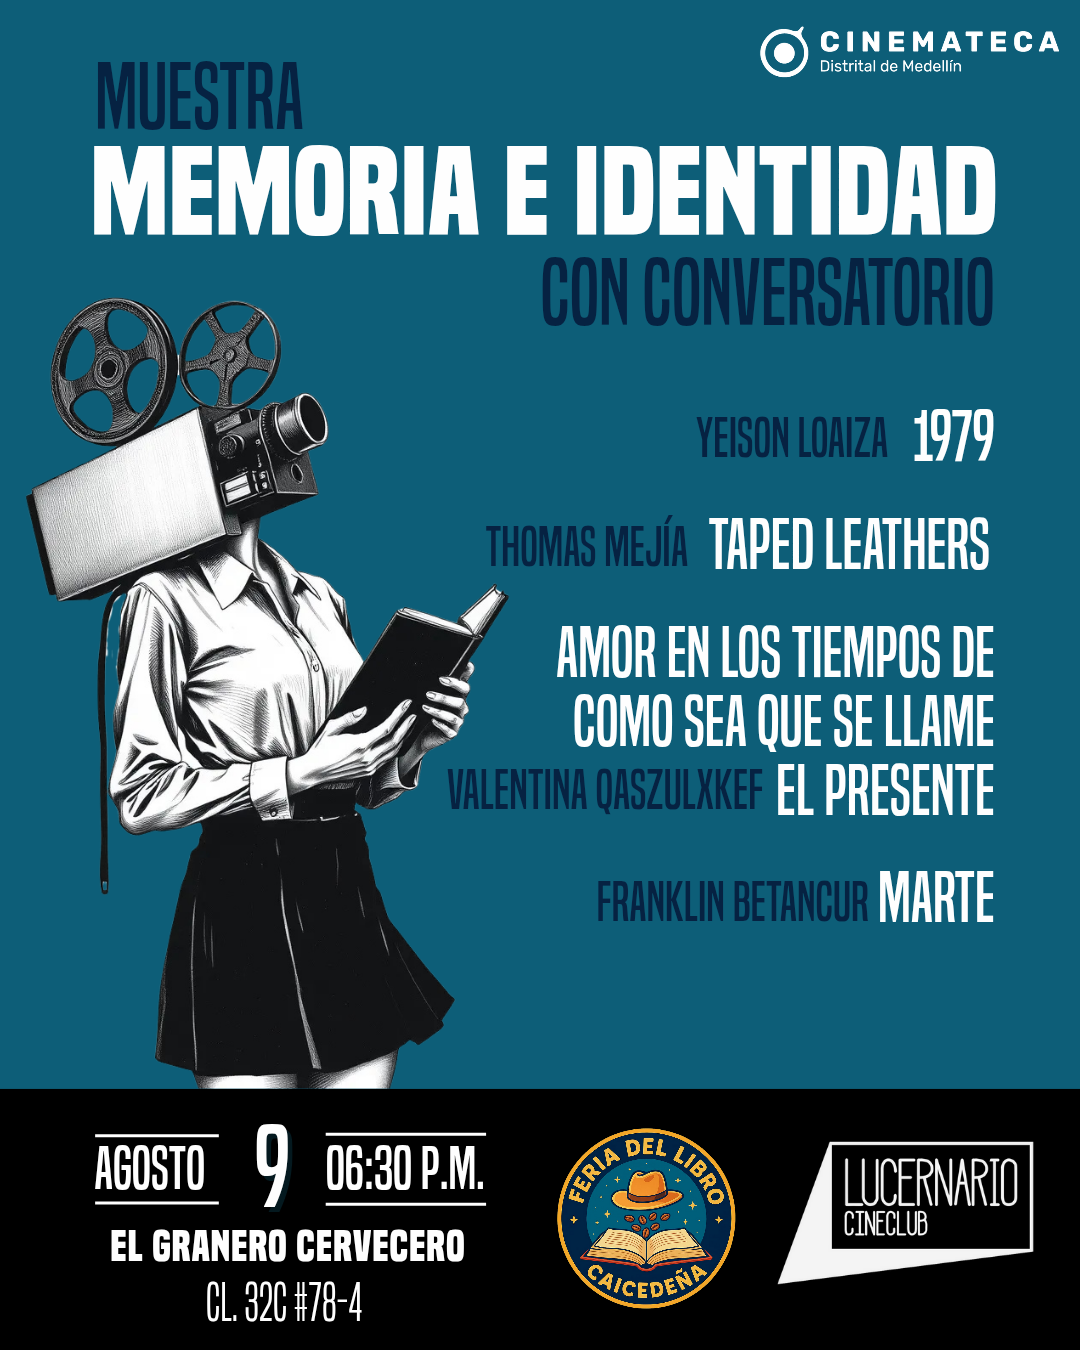 CINEMATECA
Distrital de Medellín
MUESTRA
MEMORIA E IDENTIDAD
CON CONVERSATORIO
YEISON LOAIZA 1979
THOMAS MEJÍA TAPED LEATHERS
AMOR EN LOS TIEMPOS DE
COMO SEA QUE SE LLAME
VALENTINA QASZULXKEF EL PRESENTE
FRANKLIN BETANCUR MARTE
AGOSTO 9 06:30 P.M.
EL GRANERO CERVECERO
CL. 32C #78-4
FERIA DEL LIBRO
CAICEDEÑA
LUCERNARIO
CINECLUB